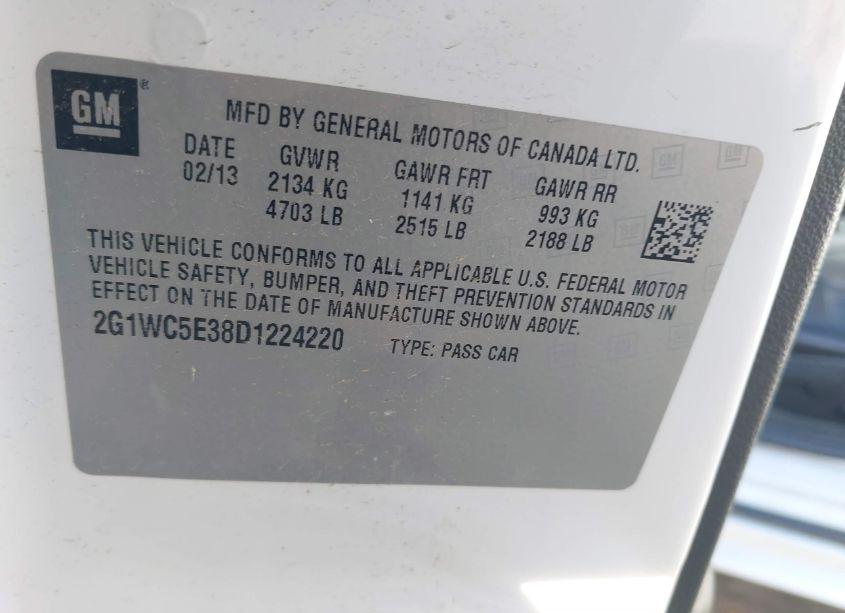 GM®
MFD BY GENERAL MOTORS OF CANADA LTD.
DATE GVWR GAWR FRT GAWR RR
02/13 2134 KG 1141 KG 993 KG
4703 LB 2515 LB 2188 LB
THIS VEHICLE CONFORMS TO ALL APPLICABLE U.S. FEDERAL MOTOR
VEHICLE SAFETY, BUMPER, AND THEFT PREVENTION STANDARDS IN
EFFECT ON THE DATE OF MANUFACTURE SHOWN ABOVE.
2G1WC5E38D1224220 TYPE: PASS CAR